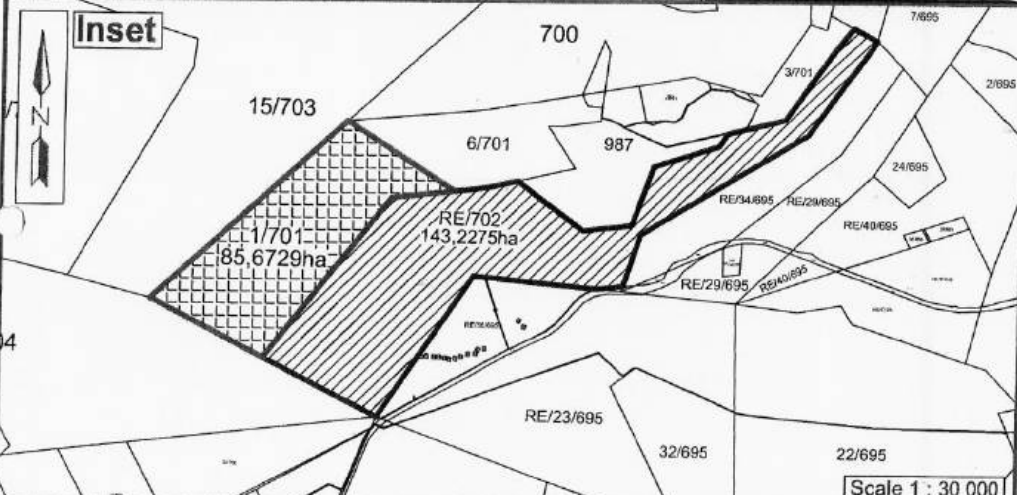 Inset
N
700
7/695
15/703
3/701
2/695
6/701
987
24/695
RE/702
143,2275ha
1/701
85,6729ha
RE/34/695
RE/29/695
RE/40/695
RE/29/695
RE/40/695
RE/23/695
32/695
22/695
Scale 1 : 30 000